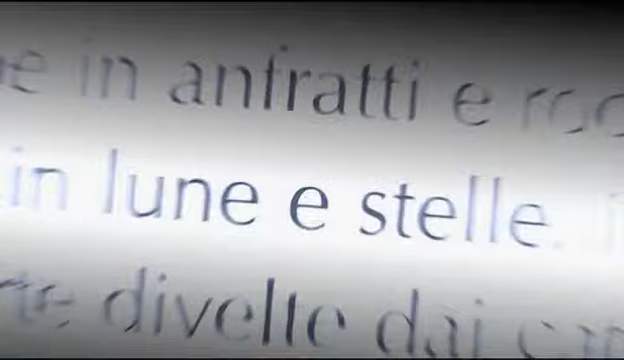 in anfratti e
in lune e stelle.
divelte dai